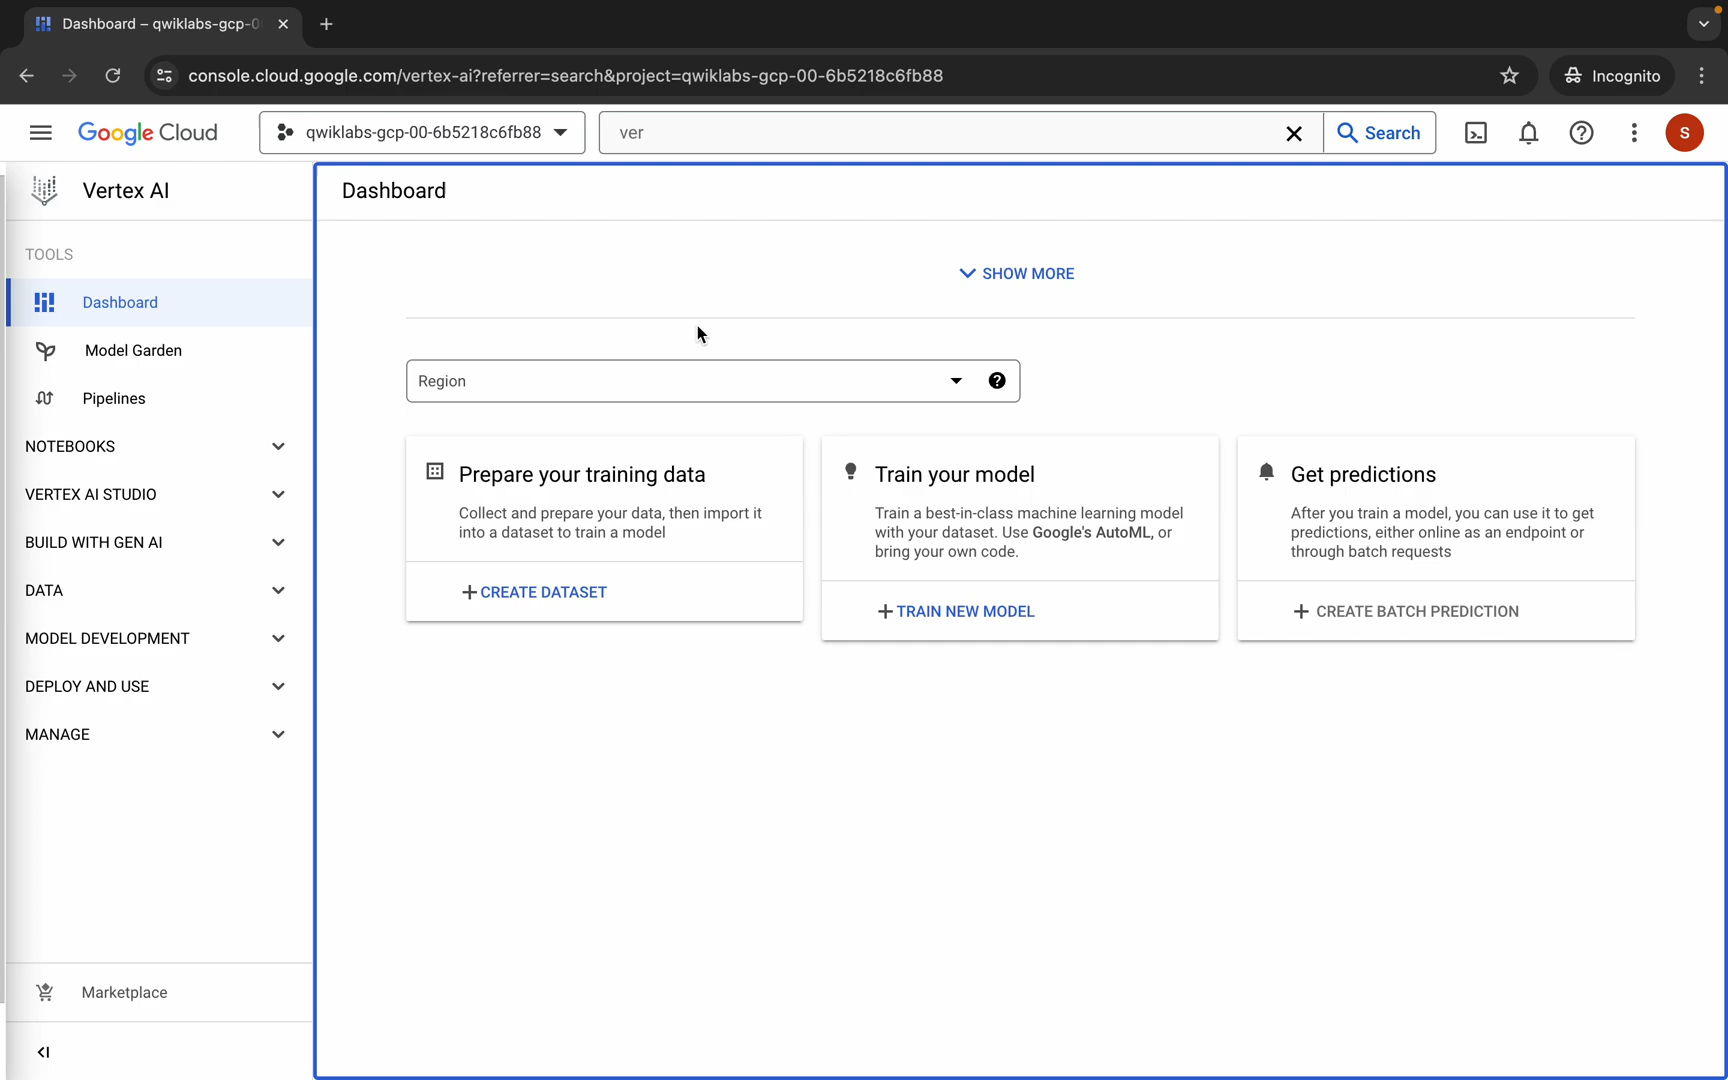 Dashboard – qwiklabs-gcp-0
console.cloud.google.com/vertex-ai?referrer=search&project=qwiklabs-gcp-00-6b5218c6fb88
Incognito
Google Cloud
qwiklabs-gcp-00-6b5218c6fb88
ver
Search
S
Vertex AI
Dashboard
TOOLS
SHOW MORE
Dashboard
Model Garden
Region
Pipelines
NOTEBOOKS
VERTEX AI STUDIO
BUILD WITH GEN AI
DATA
MODEL DEVELOPMENT
DEPLOY AND USE
MANAGE
Prepare your training data
Collect and prepare your data, then import it
into a dataset to train a model
CREATE DATASET
Train your model
Train a best-in-class machine learning model
with your dataset. Use Google's AutoML, or
bring your own code.
TRAIN NEW MODEL
Get predictions
After you train a model, you can use it to get
predictions, either online as an endpoint or
through batch requests
CREATE BATCH PREDICTION
Marketplace